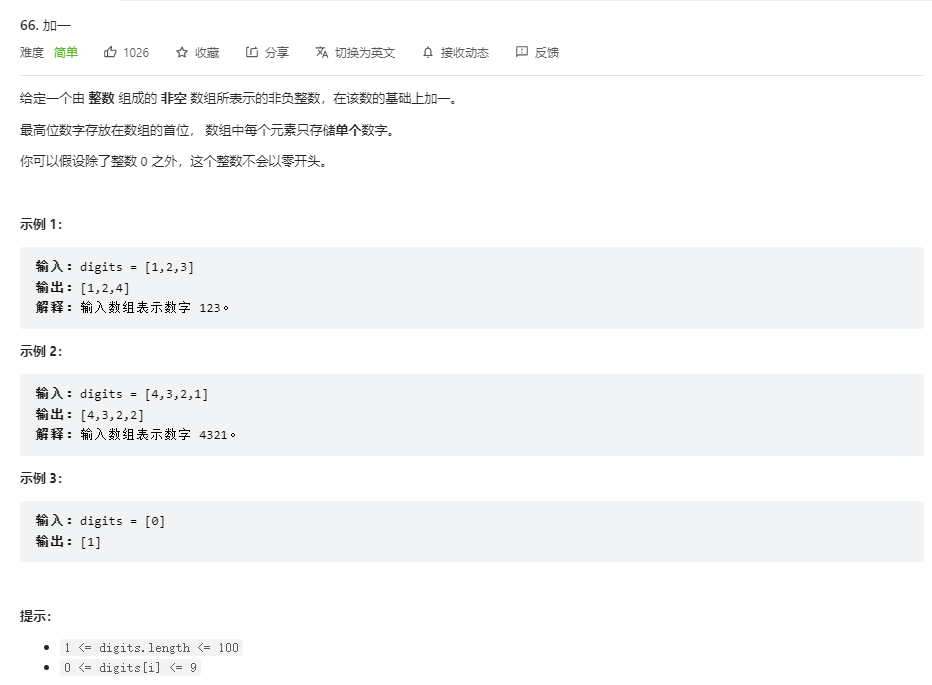 66. 加一
难度 简单 1026 收藏 分享 切换为英文 接收动态 反馈
给定一个由 整数 组成的 非空 数组所表示的非负整数，在该数的基础上加一。
最高位数字存放在数组的首位， 数组中每个元素只存储单个数字。
你可以假设除了整数 0 之外，这个整数不会以零开头。
示例 1：
输入：digits = [1,2,3]
输出：[1,2,4]
解释：输入数组表示数字 123。
示例 2：
输入：digits = [4,3,2,1]
输出：[4,3,2,2]
解释：输入数组表示数字 4321。
示例 3：
输入：digits = [0]
输出：[1]
提示：
1 <= digits.length <= 100
0 <= digits[i] <= 9